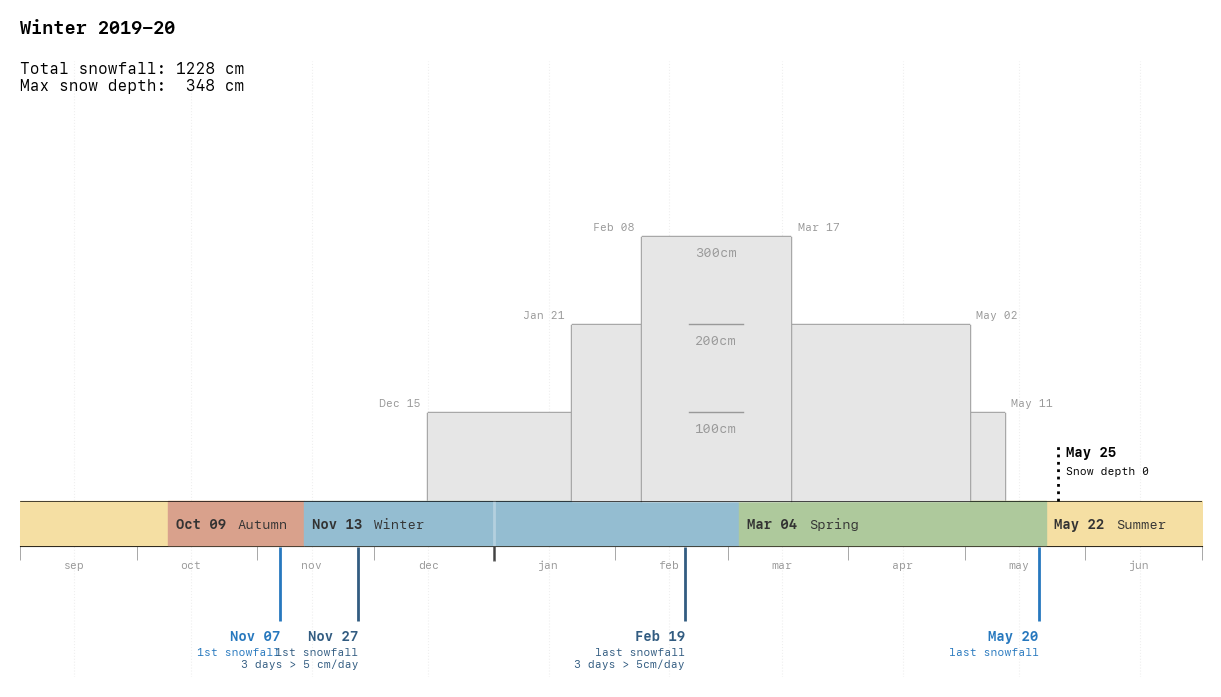 Winter 2019–20
Total snowfall: 1228 cm
Max snow depth: 348 cm
Feb 08
Mar 17
300cm
Jan 21
May 02
200cm
Dec 15
May 11
100cm
May 25
Snow depth 0
Oct 09 Autumn
Nov 13 Winter
Mar 04 Spring
May 22 Summer
sep oct nov dec jan feb mar apr may jun
Nov 07
1st snowfall
Nov 27
1st snowfall
3 days > 5 cm/day
Feb 19
last snowfall
3 days > 5cm/day
May 20
last snowfall